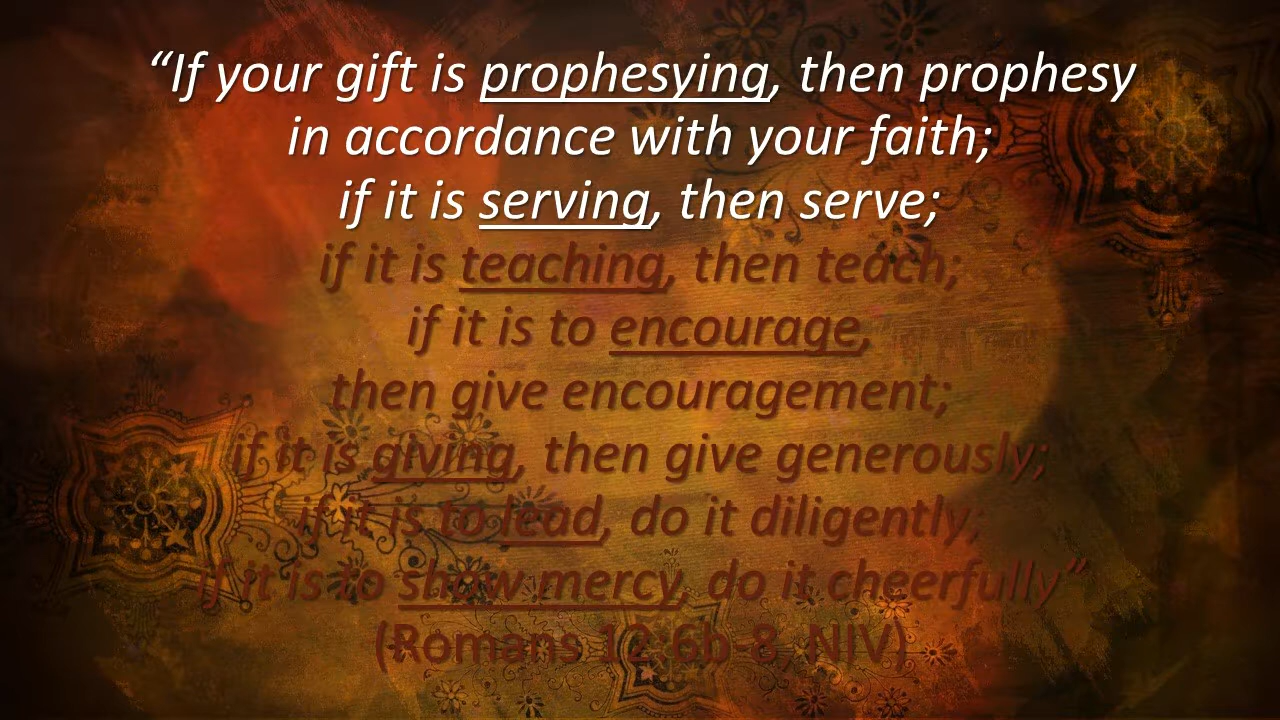 “If your gift is prophesying, then prophesy
in accordance with your faith;
if it is serving, then serve;
if it is teaching, then teach;
if it is to encourage,
then give encouragement;
if it is giving, then give generously;
if it is to lead, do it diligently;
if it is to show mercy, do it cheerfully”
(Romans 12:6b-8, NIV)